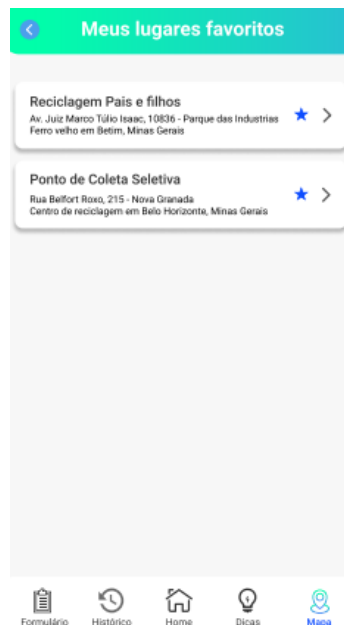 Meus lugares favoritos
Reciclagem Pais e filhos
Av. Juiz Marco Túlio Isaac, 10836 - Parque das Industrias
Ferro velho em Betim, Minas Gerais
Ponto de Coleta Seletiva
Rua Belfort Roxo, 215 - Nova Granada
Centro de reciclagem em Belo Horizonte, Minas Gerais
Formulário Histórico Home Dicas Mapa